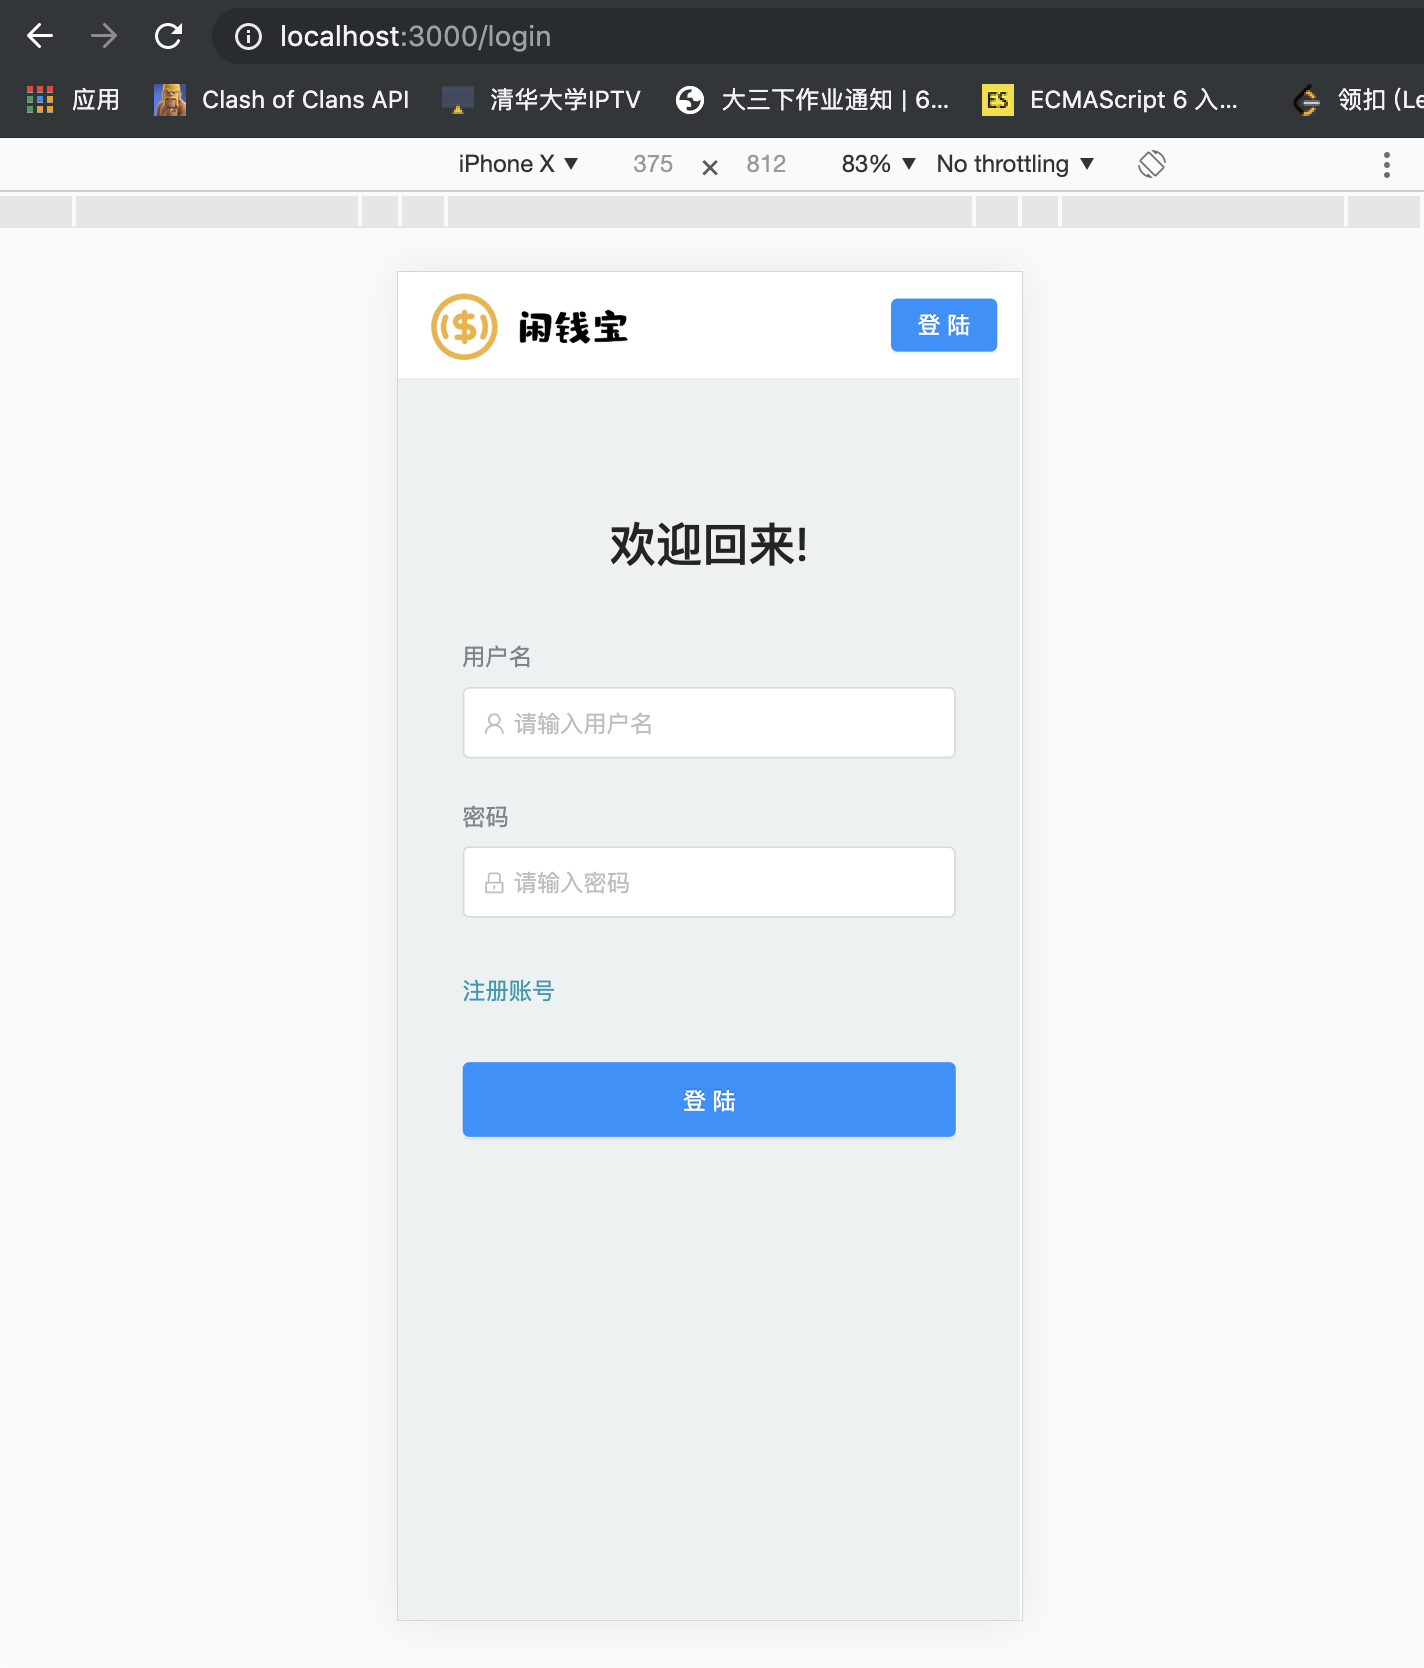 localhost:3000/login
应用 Clash of Clans API 清华大学IPTV 大三下作业通知 | 6... ES ECMAScript 6 入... 领扣 (Le
iPhone X 375 × 812 83% No throttling
闲钱宝 登 陆
欢迎回来!
用户名
请输入用户名
密码
请输入密码
注册账号
登 陆